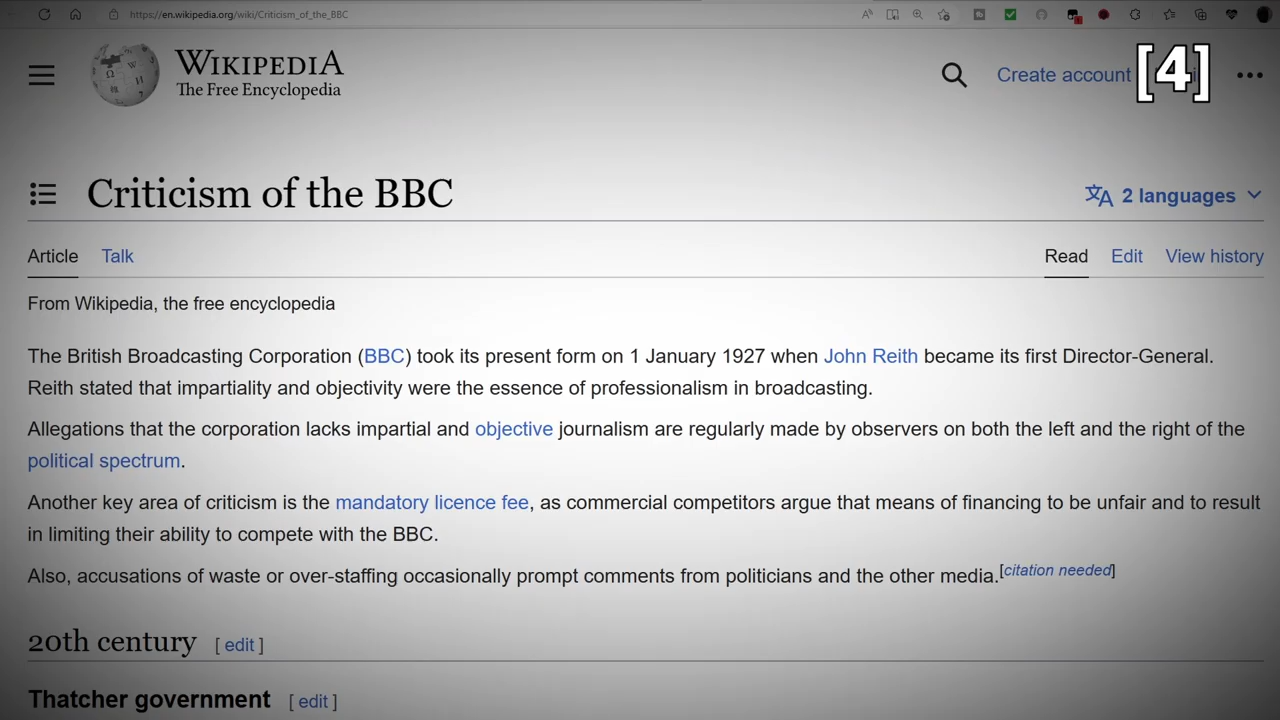 https://en.wikipedia.org/wiki/Criticism_of_the_BBC
WIKIPEDIA
The Free Encyclopedia
Create account
[4]
Criticism of the BBC
2 languages
Article Talk
Read Edit View history
From Wikipedia, the free encyclopedia
The British Broadcasting Corporation (BBC) took its present form on 1 January 1927 when John Reith became its first Director-General.
Reith stated that impartiality and objectivity were the essence of professionalism in broadcasting.
Allegations that the corporation lacks impartial and objective journalism are regularly made by observers on both the left and the right of the
political spectrum.
Another key area of criticism is the mandatory licence fee, as commercial competitors argue that means of financing to be unfair and to result
in limiting their ability to compete with the BBC.
Also, accusations of waste or over-staffing occasionally prompt comments from politicians and the other media.[citation needed]
20th century [ edit ]
Thatcher government [ edit ]